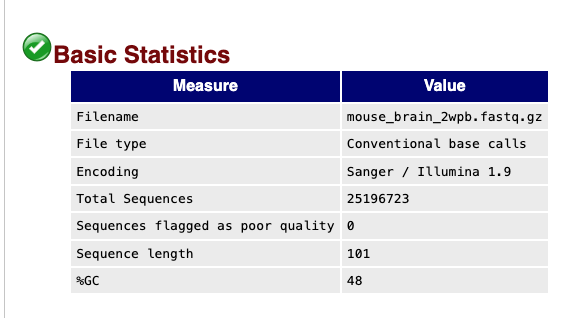 Basic Statistics
Measure Value
Filename mouse_brain_2wpb.fastq.gz
File type Conventional base calls
Encoding Sanger / Illumina 1.9
Total Sequences 25196723
Sequences flagged as poor quality 0
Sequence length 101
%GC 48